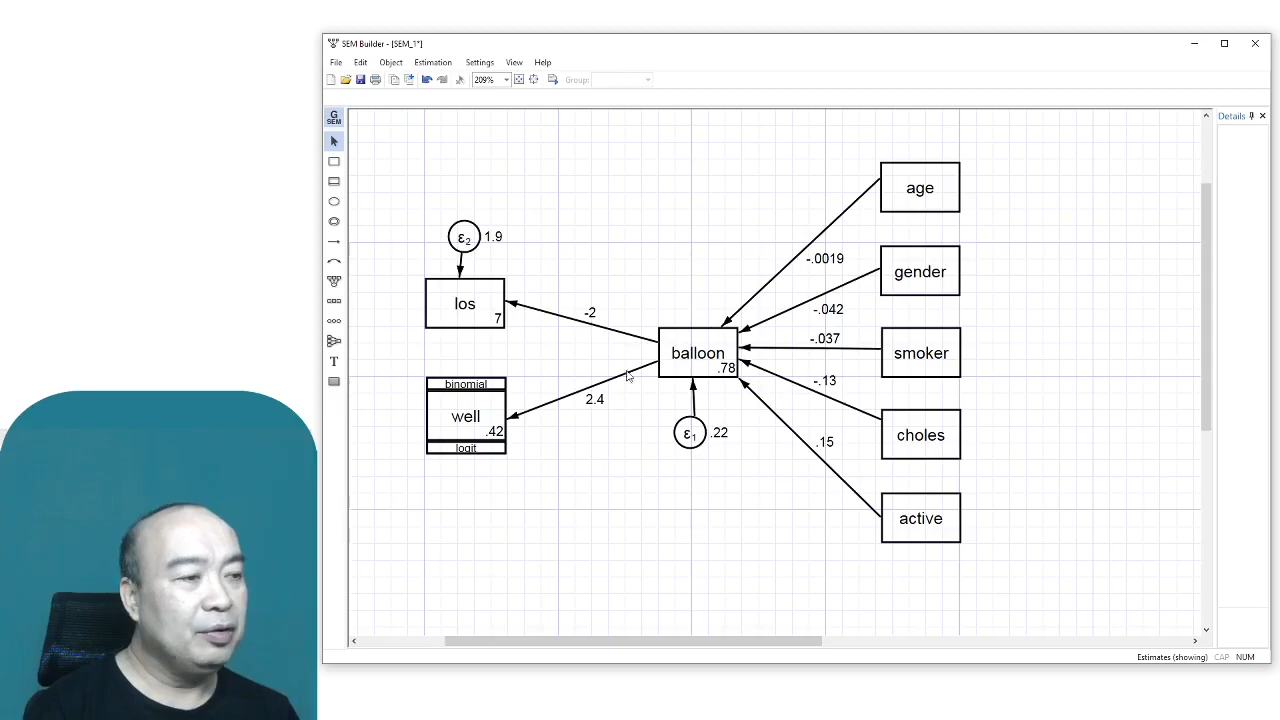 SEM Builder - [SEM_1*]
File Edit Object Estimation Settings View Help
209% Group:
G
SEM
Details
T
age
ε2 1.9
-.0019
gender
los
7
-2
-.042
-.037
balloon
.78
smoker
binomial
well
.42
logit
2.4
-.13
ε1 .22
.15
choles
active
Estimates (showing) CAP NUM